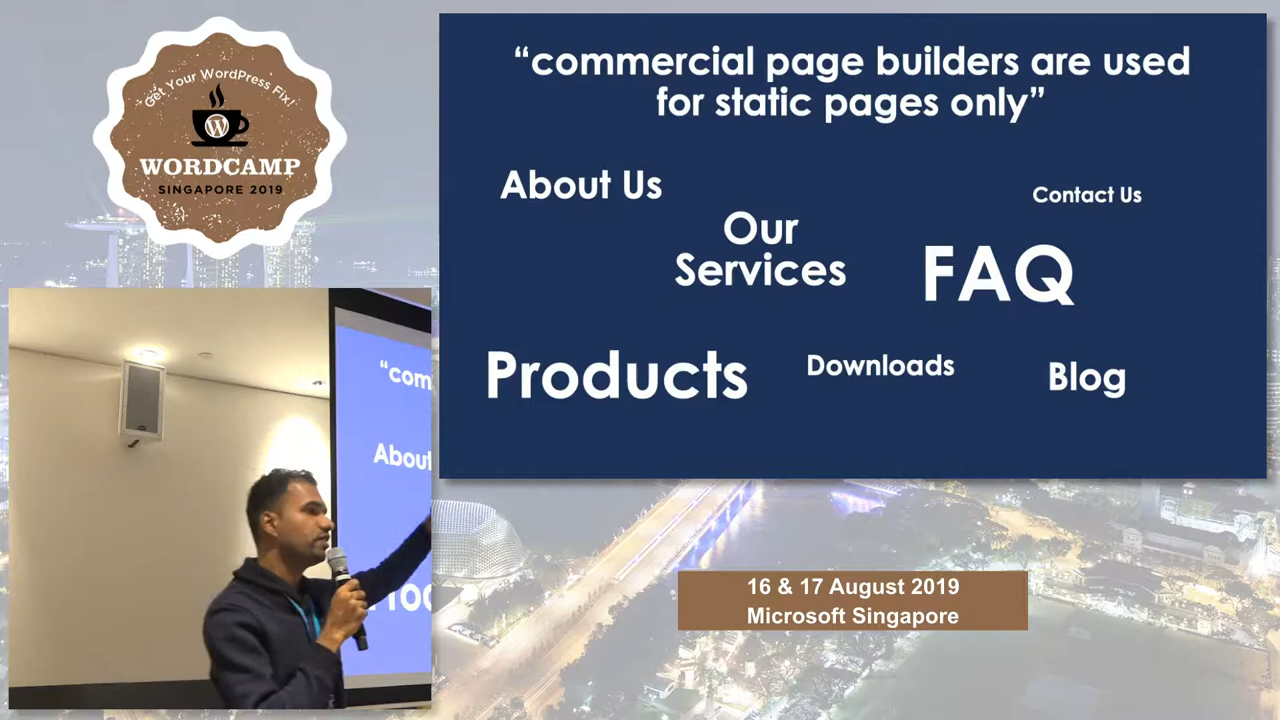 Get Your WordPress Fix!
WORDCAMP
SINGAPORE 2019
“commercial page builders are used
for static pages only”
About Us
Contact Us
Our
Services
FAQ
Products
Downloads
Blog
“com
About
16 & 17 August 2019
Microsoft Singapore